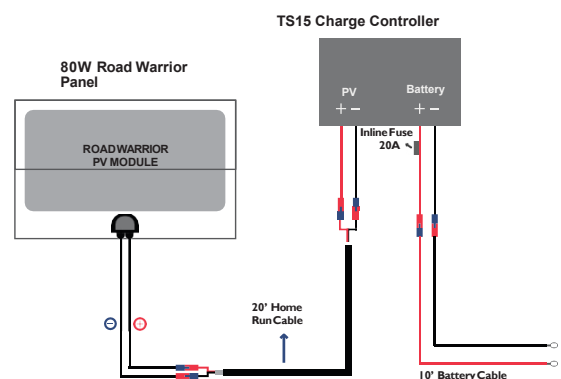 TS15 Charge Controller
80W Road Warrior
Panel
PV
Battery
+ −
+ −
ROADWARRIOR
PV MODULE
Inline Fuse
20A
− +
20’ Home
Run Cable
10’ Battery Cable